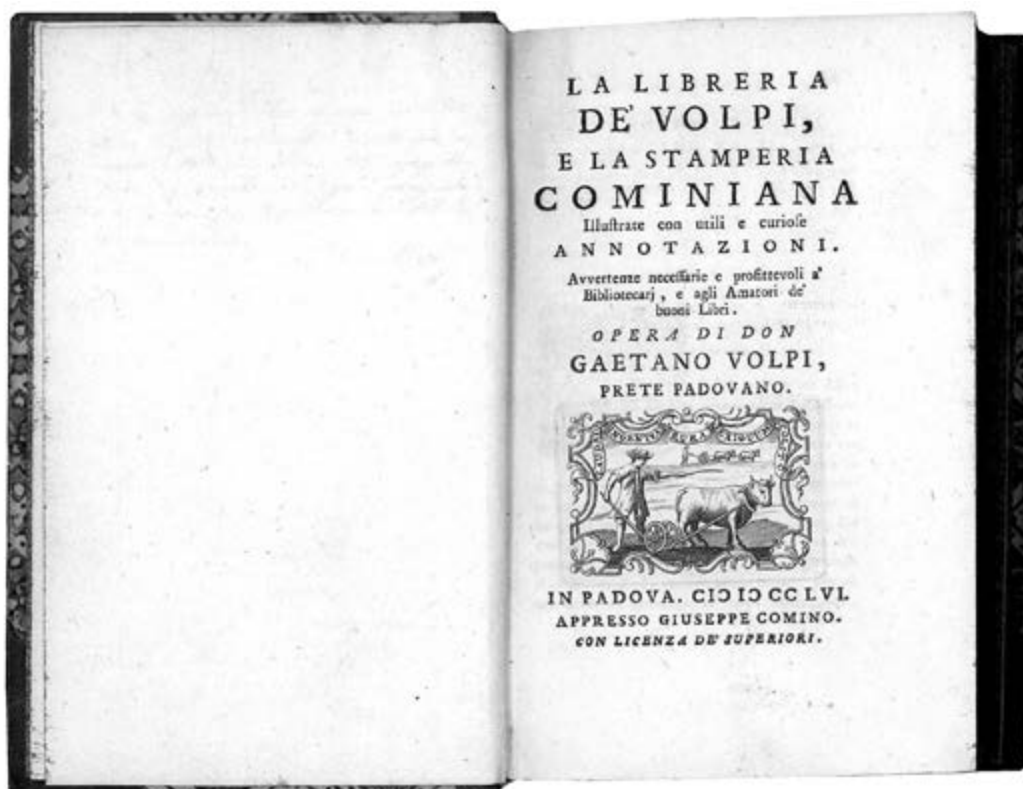 LA LIBRERIA
DE' VOLPI,
E LA STAMPERIA
COMINIANA
Illuſtrate con utili e curioſe
ANNOTAZIONI.
Avvertenze neceſſarie e profittevoli a'
Bibliotecarj, e agli Amatori de'
buoni Libri.
OPERA DI DON
GAETANO VOLPI,
PRETE PADOVANO.
RURA
IN PADOVA. CIƆ IƆ CC LVI.
APPRESSO GIUSEPPE COMINO.
CON LICENZA DE' SUPERIORI.